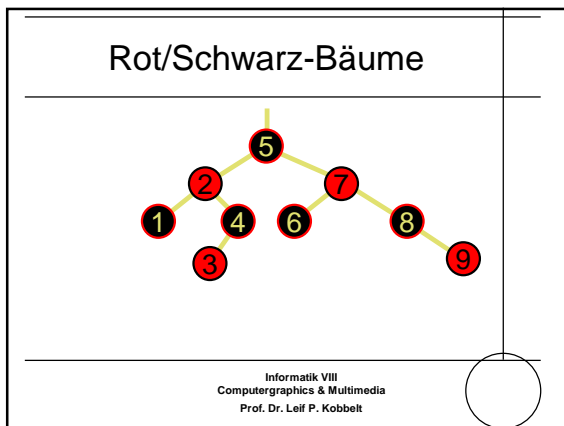 Rot/Schwarz-Bäume
5
2 7
1 4 6 8
3 9
Informatik VIII
Computergraphics & Multimedia
Prof. Dr. Leif P. Kobbelt